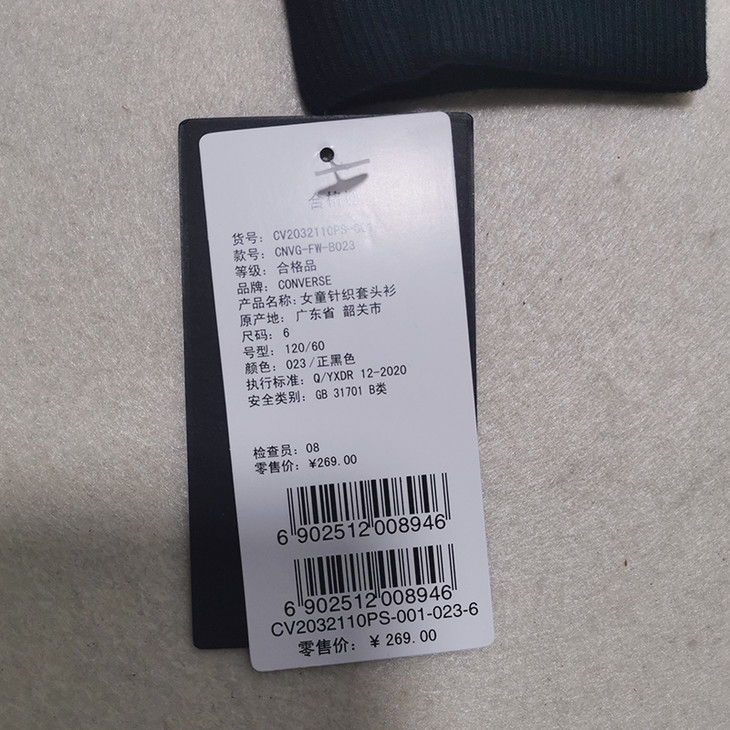 合格证
货号: CV2032110PS-001
款号: CNVG-FW-B023
等级: 合格品
品牌: CONVERSE
产品名称: 女童针织套头衫
原产地: 广东省 韶关市
尺码: 6
号型: 120/60
颜色: 023/正黑色
执行标准: Q/YXDR 12-2020
安全类别: GB 31701 B类
检查员: 08
零售价: ¥269.00
6 902512 008946
6 902512 008946
CV2032110PS-001-023-6
零售价: ¥ 269.00